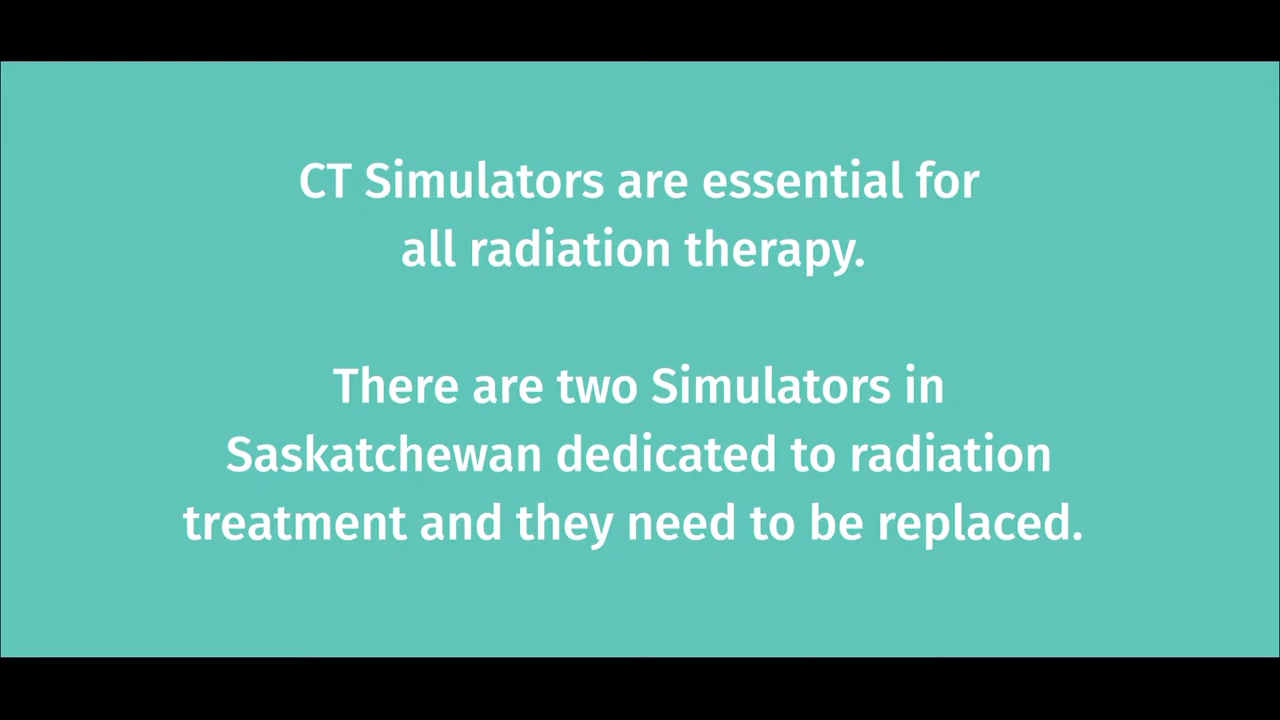 CT Simulators are essential for
all radiation therapy.
There are two Simulators in
Saskatchewan dedicated to radiation
treatment and they need to be replaced.